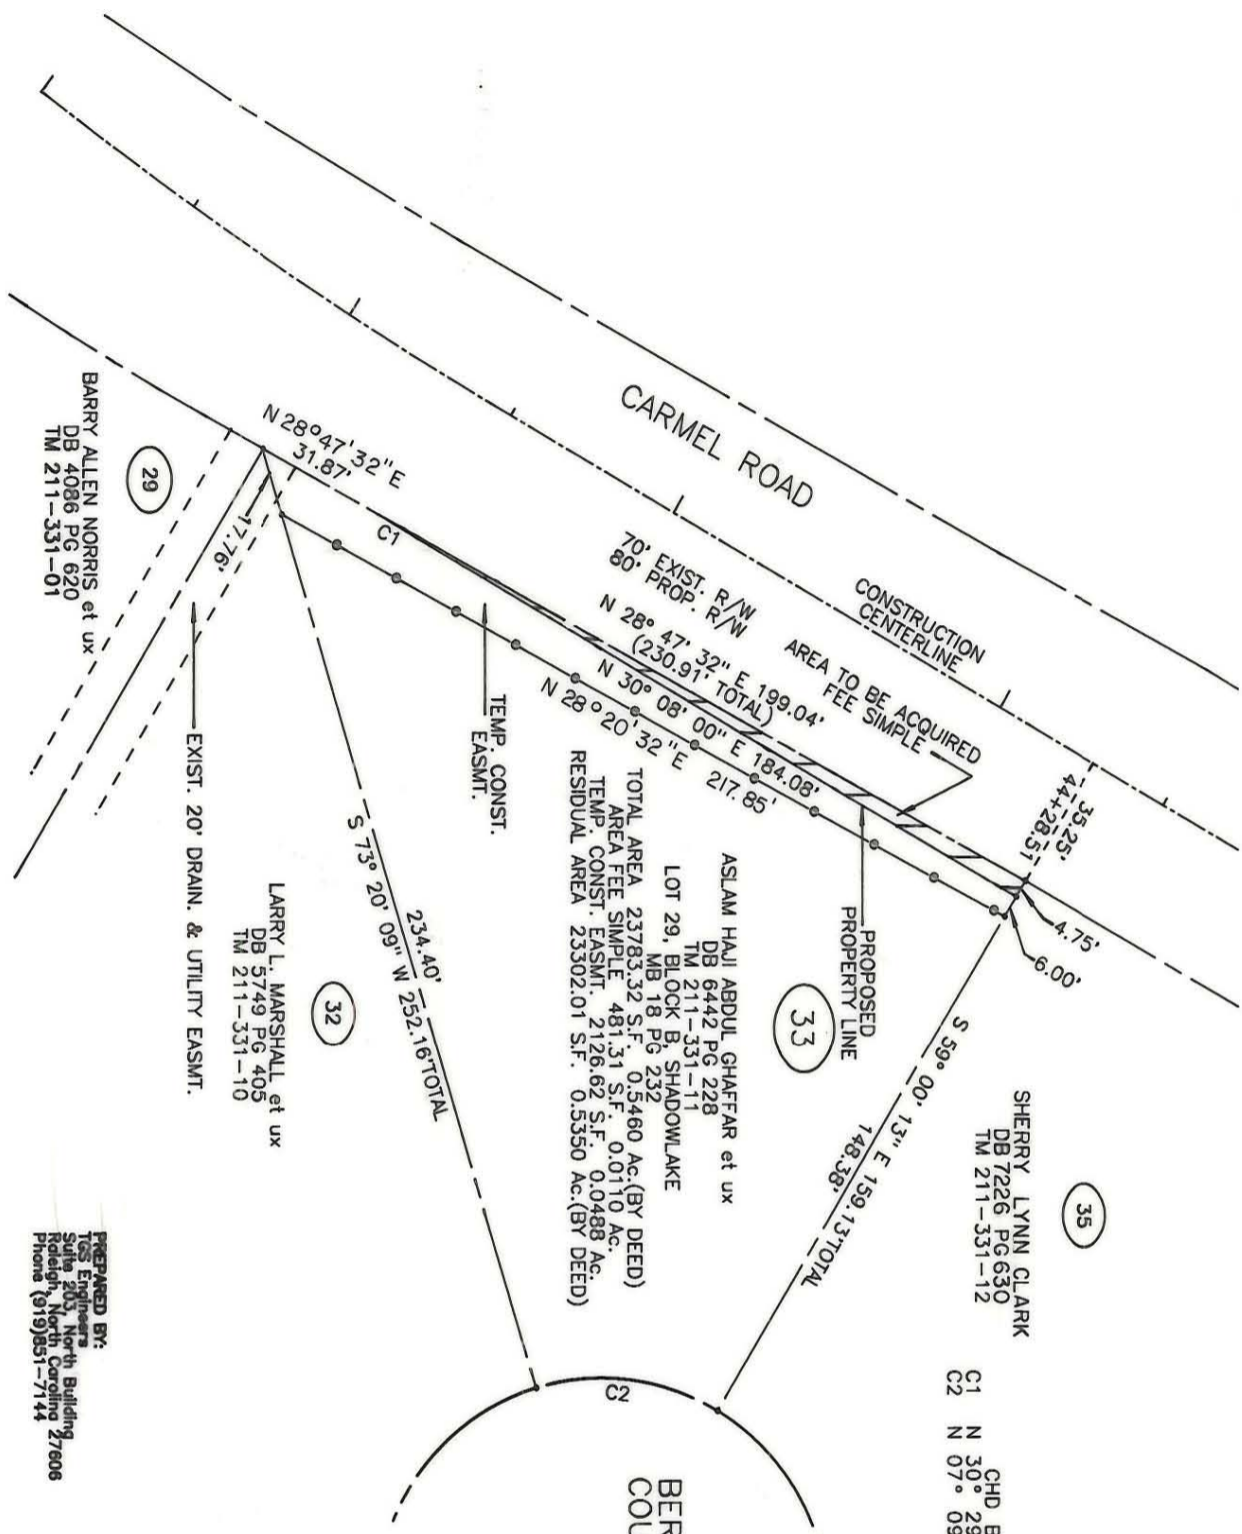 CARMEL ROAD
CONSTRUCTION
CENTERLINE
70' EXIST. R/W
80' PROP. R/W
AREA TO BE ACQUIRED
FEE SIMPLE
N 28° 47' 32" E 199.04'
(230.91' TOTAL)
N 30° 08' 00" E 184.08'
N 28°20'32"E 217.85'
N 28°47'32"E
31.87'
C1
35.25'
44+28.51
4.75'
6.00'
PROPOSED
PROPERTY LINE
TEMP. CONST.
EASMT.
17.76'
EXIST. 20' DRAIN. & UTILITY EASMT.
29
BARRY ALLEN NORRIS et ux
DB 4086 PG 620
TM 211-331-01
33
ASLAM HAJI ABDUL GHAFFAR et ux
DB 6442 PG 228
TM 211-331-11
LOT 29, BLOCK B, SHADOWLAKE
MB 18 PG 232
TOTAL AREA 23783.32 S.F. 0.5460 Ac.(BY DEED)
AREA FEE SIMPLE 481.31 S.F. 0.0110 Ac.
TEMP. CONST. EASMT. 2126.62 S.F. 0.0488 Ac.
RESIDUAL AREA 23302.01 S.F. 0.5350 Ac.(BY DEED)
S 59° 00' 13" E 159.13'TOTAL
148.38'
234.40'
S 73° 20' 09" W 252.16'TOTAL
32
LARRY L. MARSHALL et ux
DB 5749 PG 405
TM 211-331-10
35
SHERRY LYNN CLARK
DB 7226 PG 630
TM 211-331-12
CHD B
C1 N 30° 29
C2 N 07° 09
C2
BER
COU
PREPARED BY:
TGS Engineers
Suite 203, North Building
Raleigh, North Carolina 27606
Phone (919)851-7144